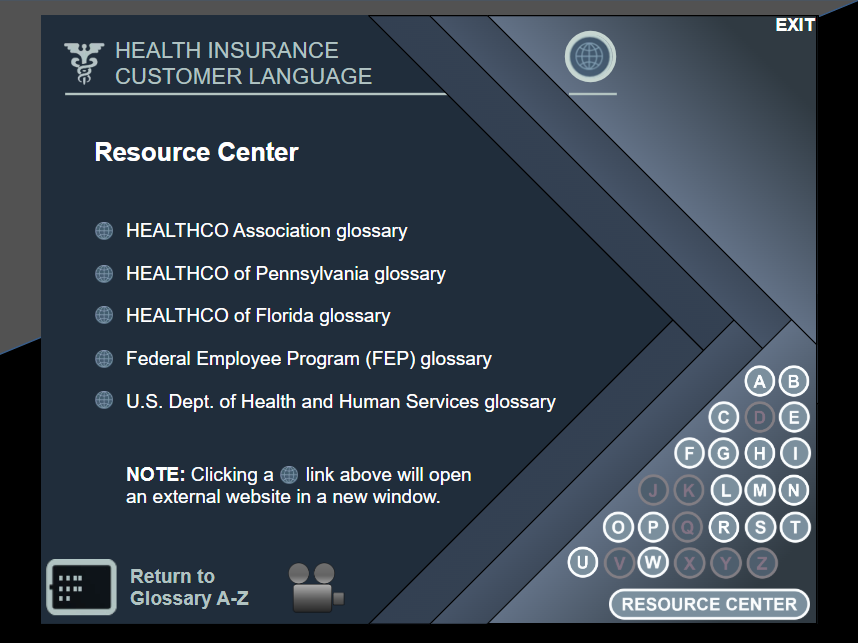 EXIT
HEALTH INSURANCE
CUSTOMER LANGUAGE
Resource Center
HEALTHCO Association glossary
HEALTHCO of Pennsylvania glossary
HEALTHCO of Florida glossary
Federal Employee Program (FEP) glossary
U.S. Dept. of Health and Human Services glossary
NOTE: Clicking a link above will open
an external website in a new window.
A B
C D E
F G H I
J K L M N
O P Q R S T
U V W X Y Z
Return to
Glossary A-Z
RESOURCE CENTER